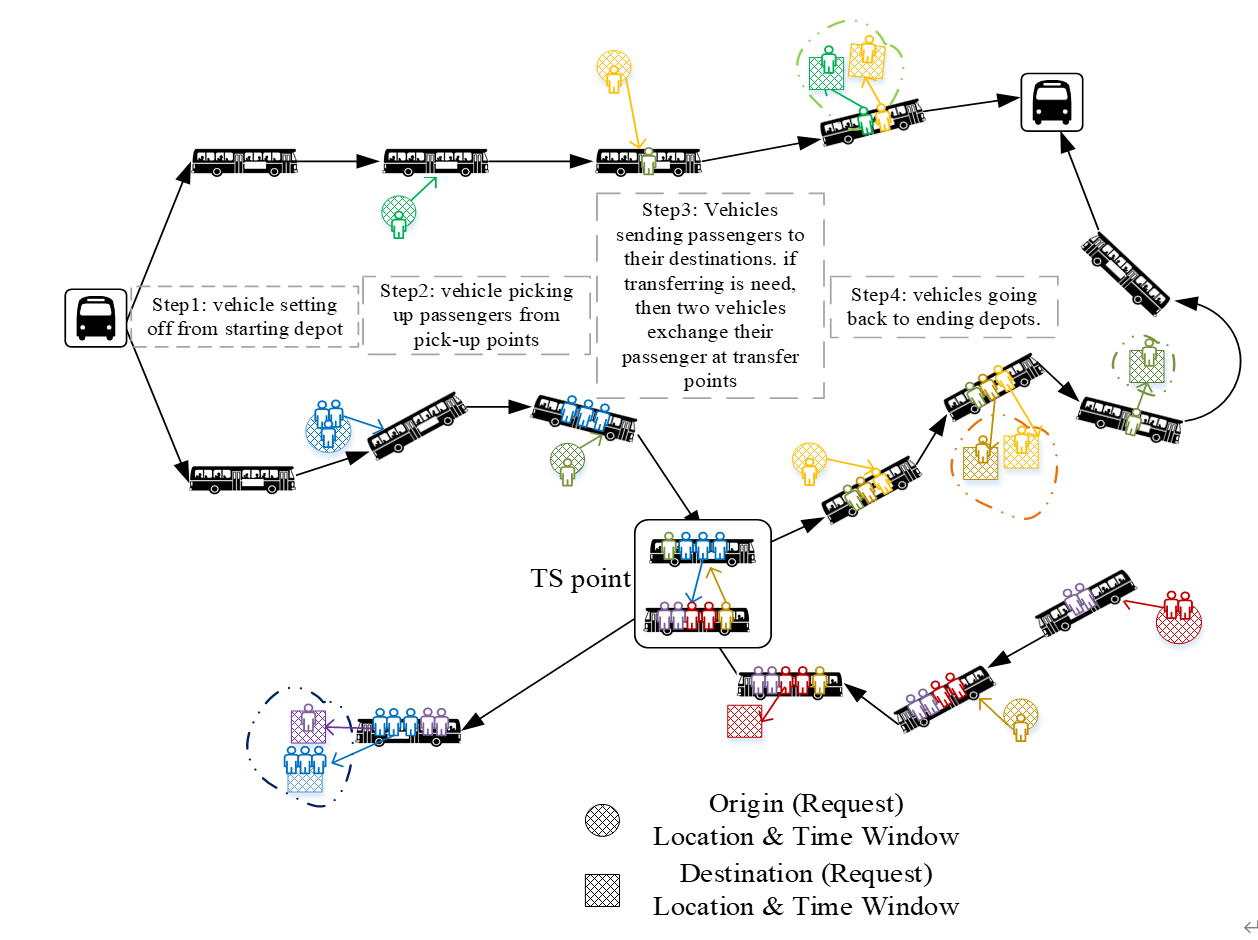 Step1: vehicle setting
off from starting depot
Step2: vehicle picking
up passengers from
pick-up points
Step3: Vehicles
sending passengers to
their destinations. if
transferring is need,
then two vehicles
exchange their
passenger at transfer
points
Step4: vehicles going
back to ending depots.
TS point
Origin (Request)
Location & Time Window
Destination (Request)
Location & Time Window